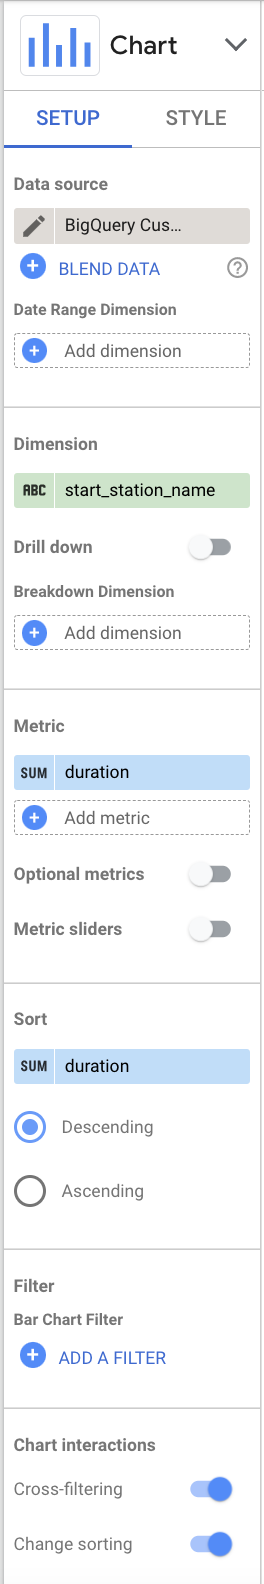 Chart
SETUP STYLE
Data source
BigQuery Cus...
BLEND DATA
Date Range Dimension
Add dimension
Dimension
ABC start_station_name
Drill down
Breakdown Dimension
Add dimension
Metric
SUM duration
Add metric
Optional metrics
Metric sliders
Sort
SUM duration
Descending
Ascending
Filter
Bar Chart Filter
ADD A FILTER
Chart interactions
Cross-filtering
Change sorting